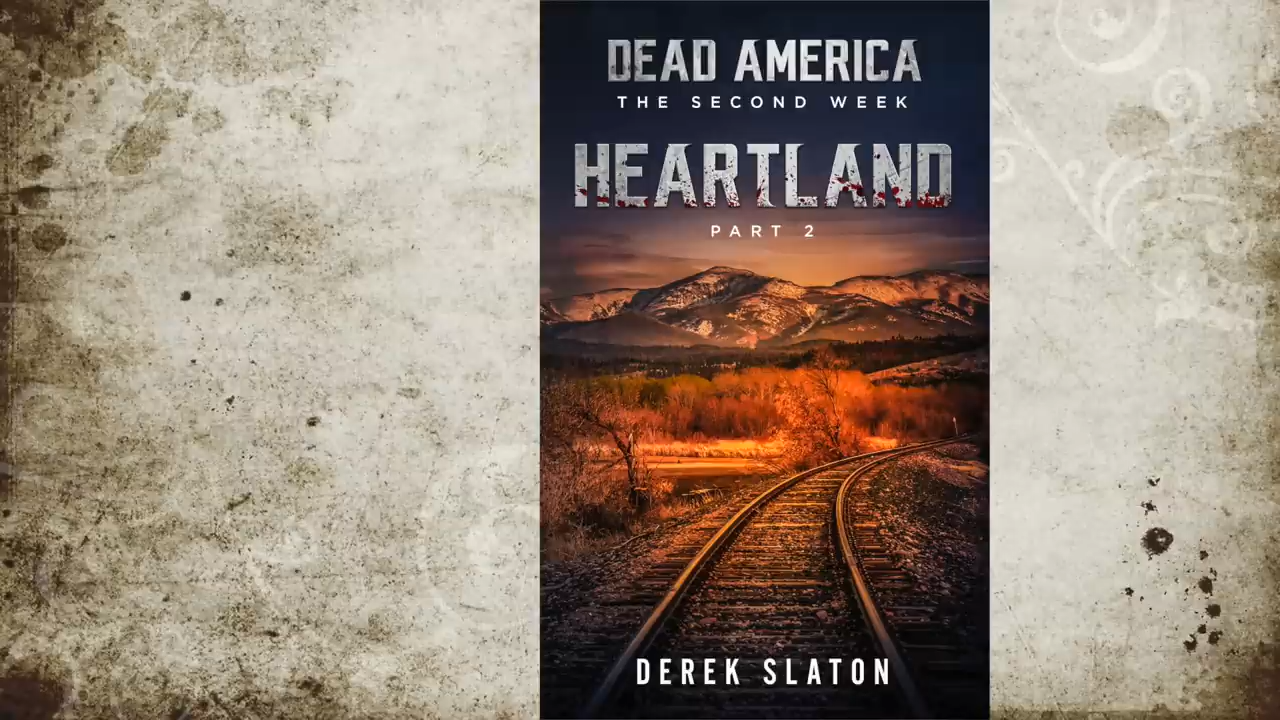 DEAD AMERICA
THE SECOND WEEK
HEARTLAND
PART 2
DEREK SLATON